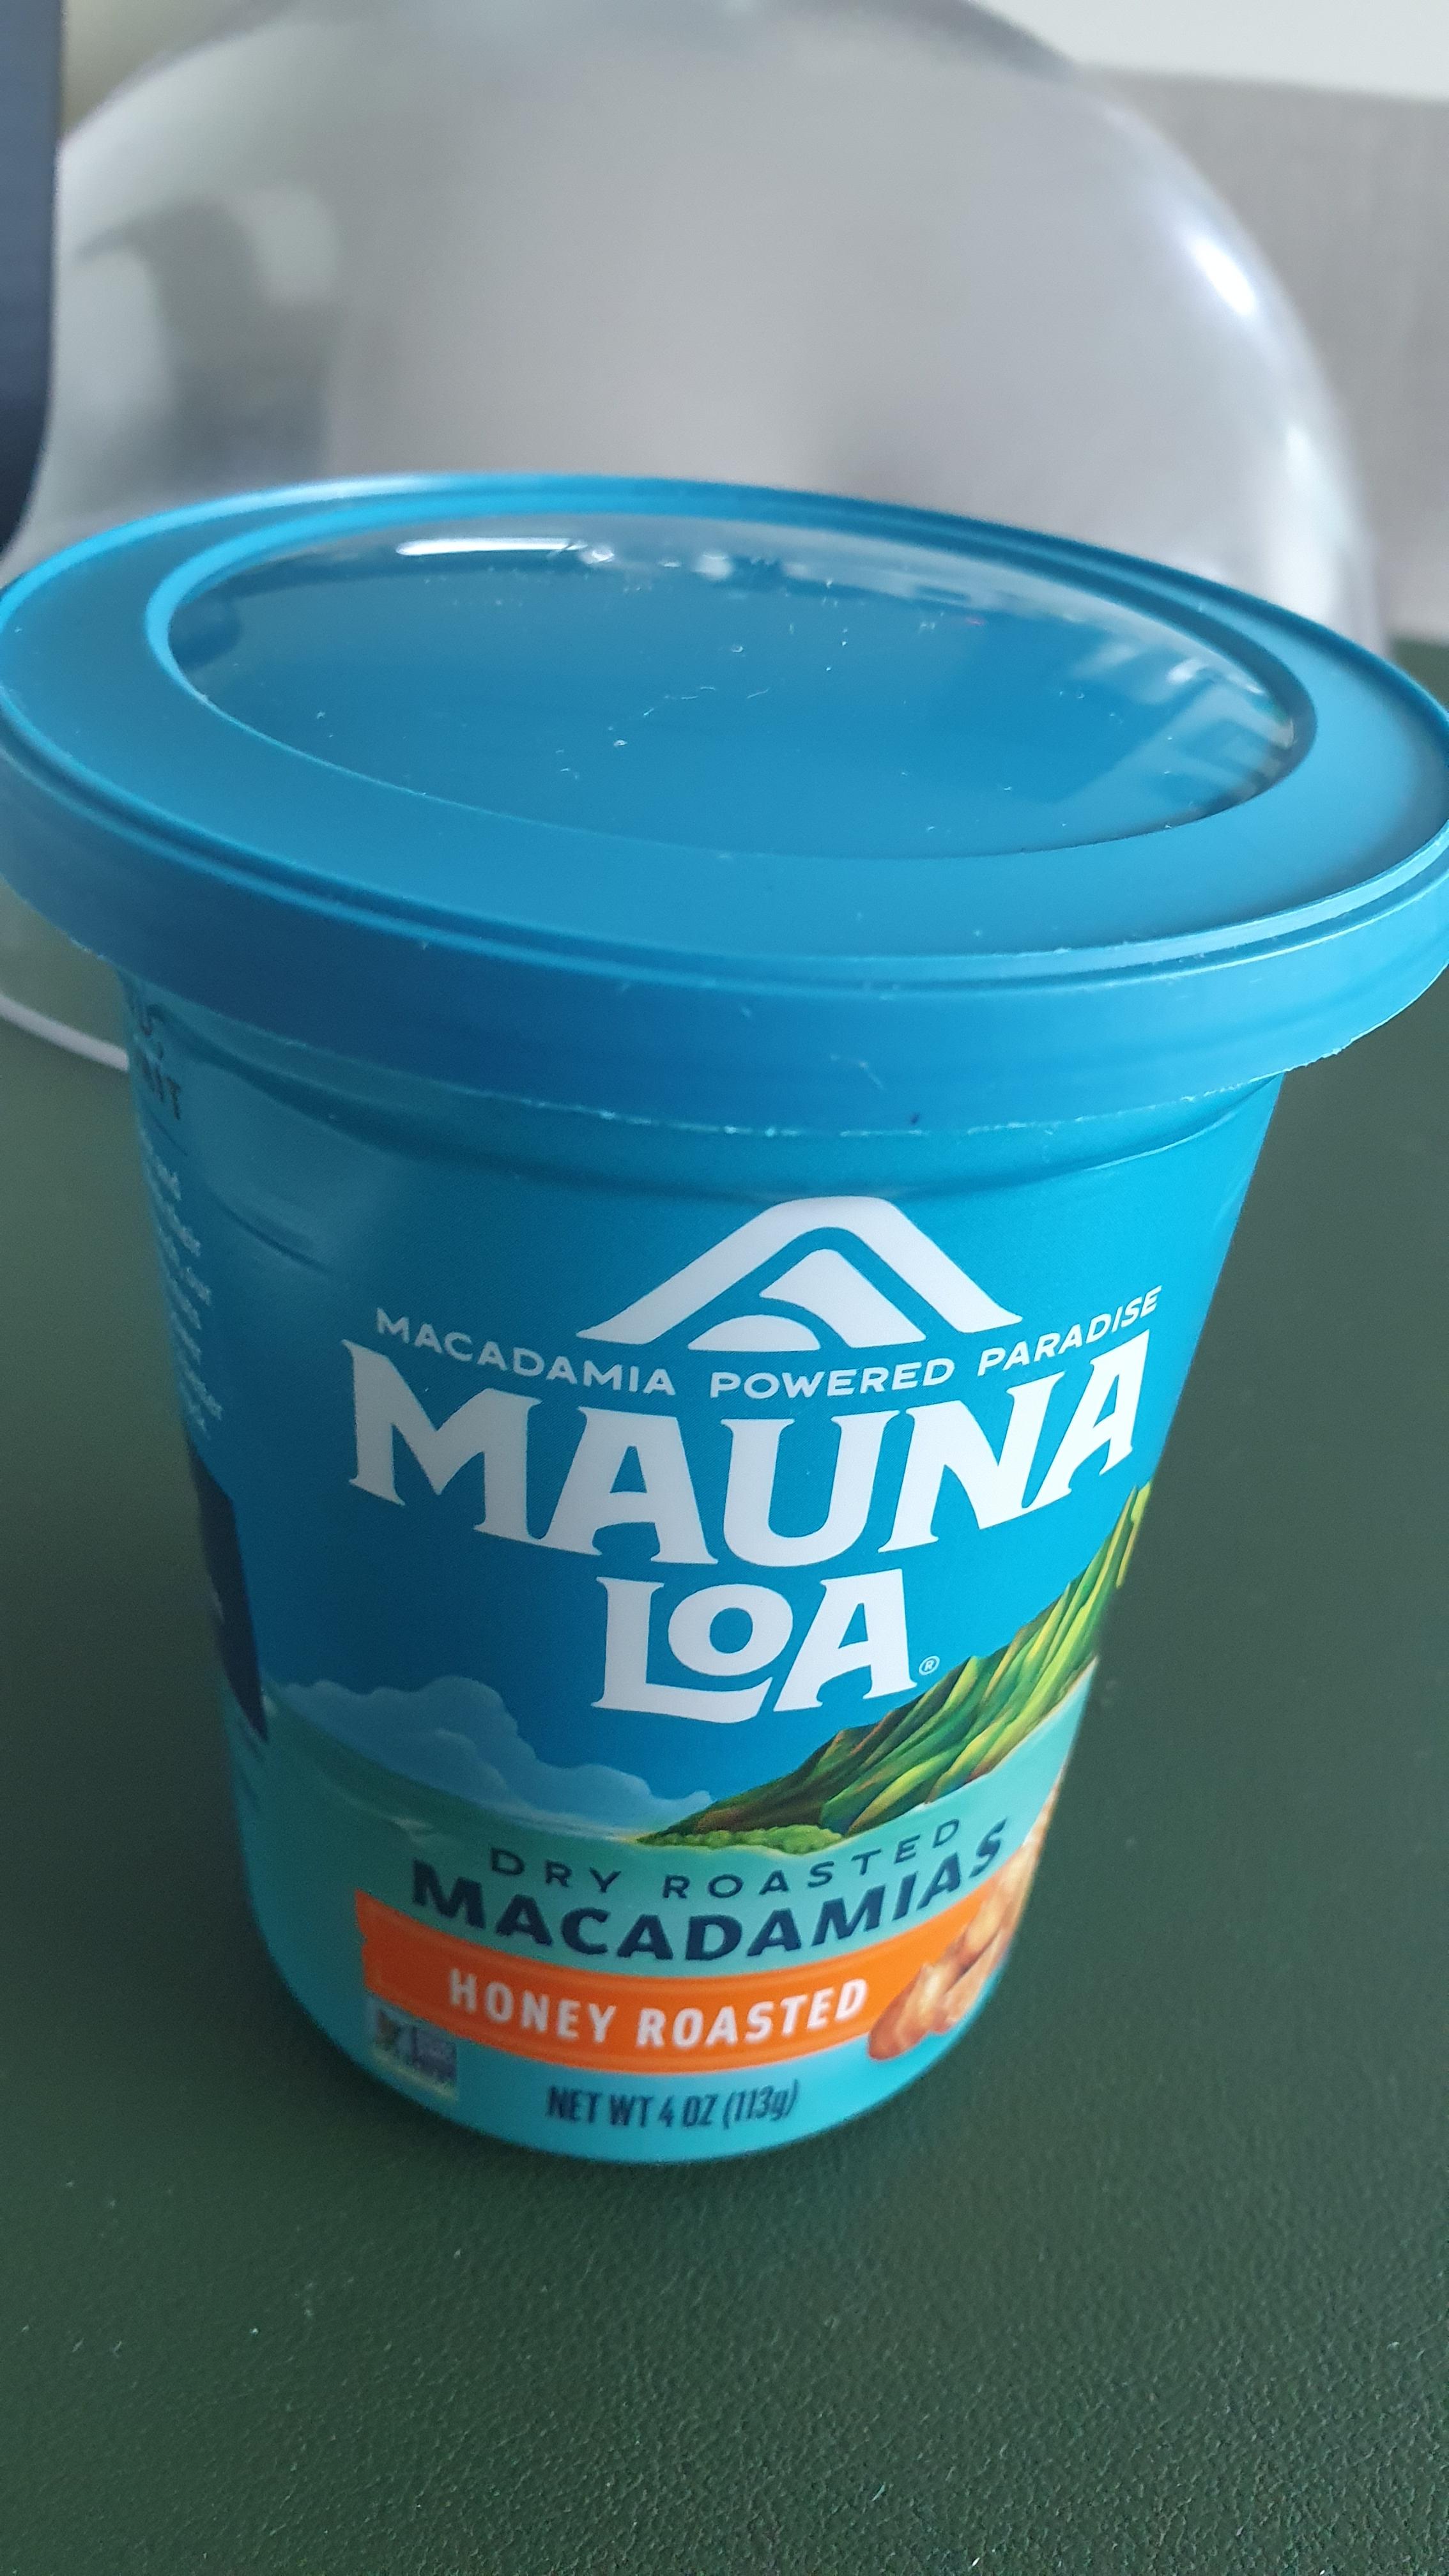 MACADAMIA POWERED PARADISE
MAUNA
LOA®
DRY ROASTED
MACADAMIAS
HONEY ROASTED
NET WT 4 OZ (113g)